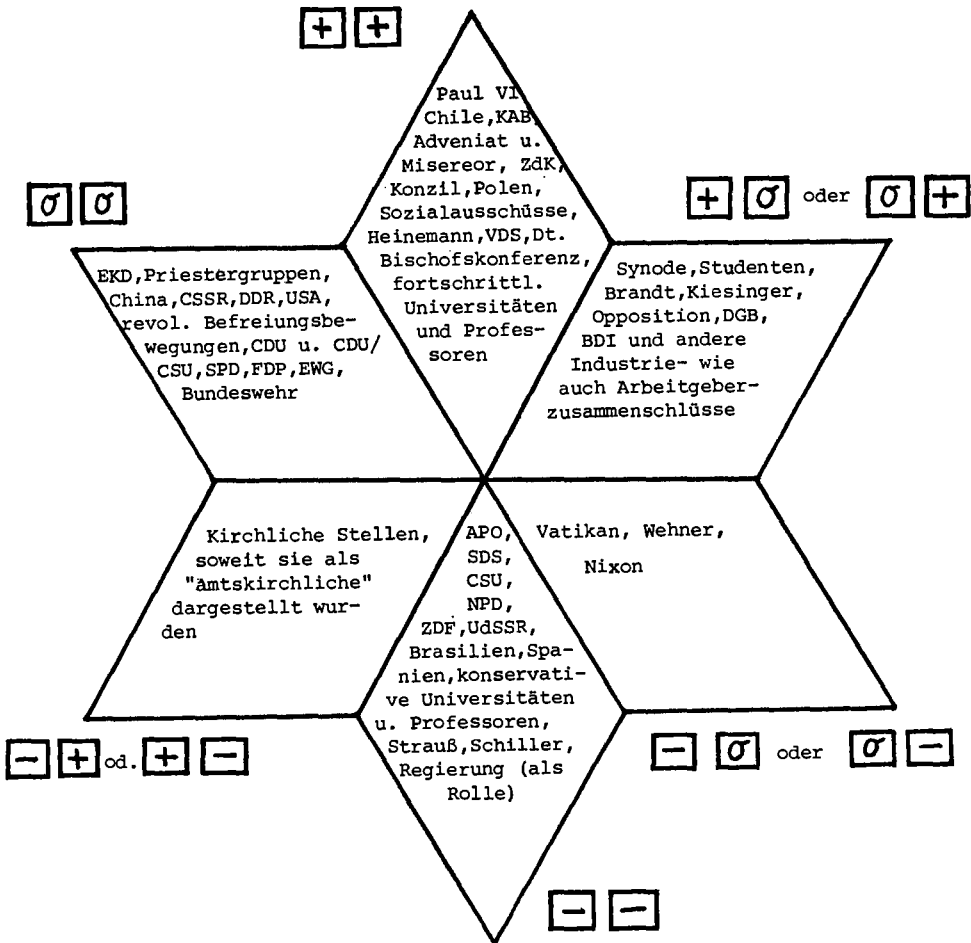 + +
Paul VI
Chile,KAB,
Adveniat u.
Misereor, ZdK,
Konzil,Polen,
Sozialausschüsse,
Heinemann,VDS,Dt.
Bischofskonferenz,
fortschrittl.
Universitäten
und Profes-
soren
σ σ
EKD,Priestergruppen,
China,CSSR,DDR,USA,
revol. Befreiungsbe-
wegungen,CDU u. CDU/
CSU,SPD,FDP,EWG,
Bundeswehr
+ σ oder σ +
Synode,Studenten,
Brandt,Kiesinger,
Opposition,DGB,
BDI und andere
Industrie- wie
auch Arbeitgeber-
zusammenschlüsse
Kirchliche Stellen,
soweit sie als
"Amtskirchliche"
dargestellt wur-
den
- + od. + -
APO,
SDS,
CSU,
NPD,
ZDF,UdSSR,
Brasilien,Spa-
nien,konservati-
ve Universitäten
u. Professoren,
Strauß,Schiller,
Regierung (als
Rolle)
- -
Vatikan, Wehner,
Nixon
- σ oder σ -